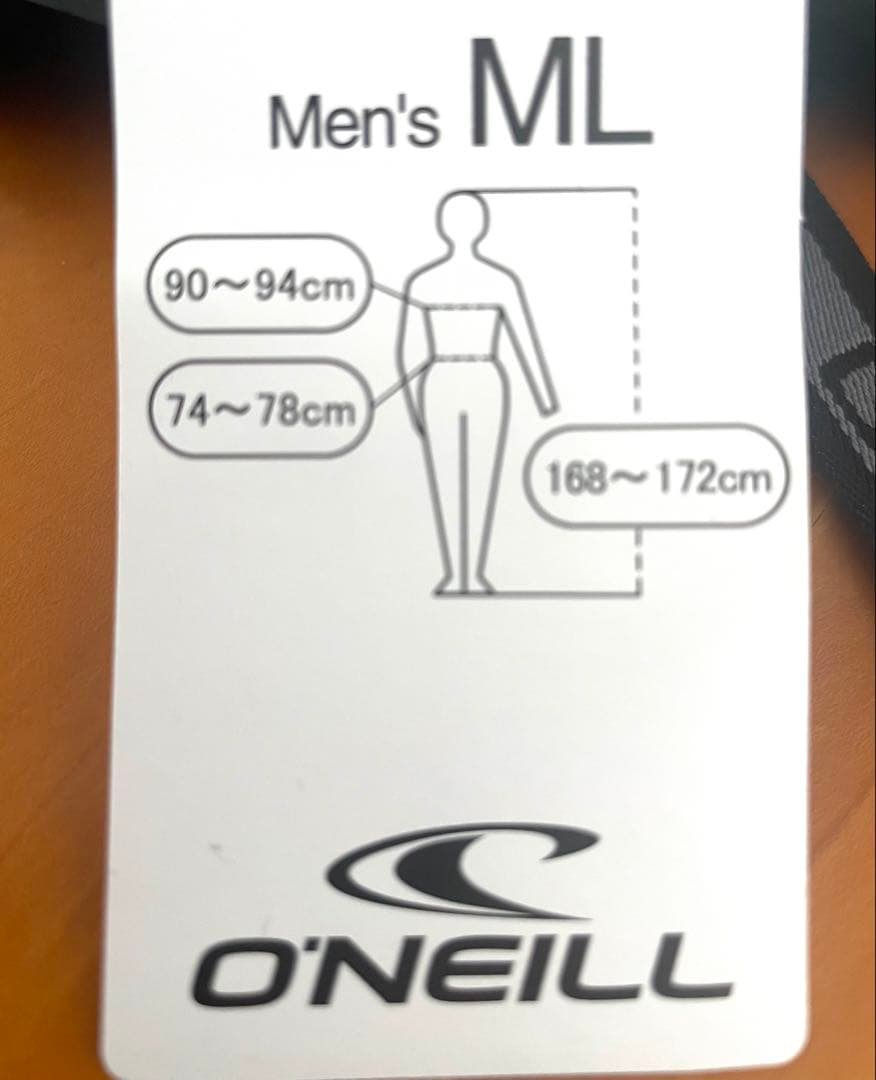 Men's ML
90〜94cm
74〜78cm
168〜172cm
O'NEILL